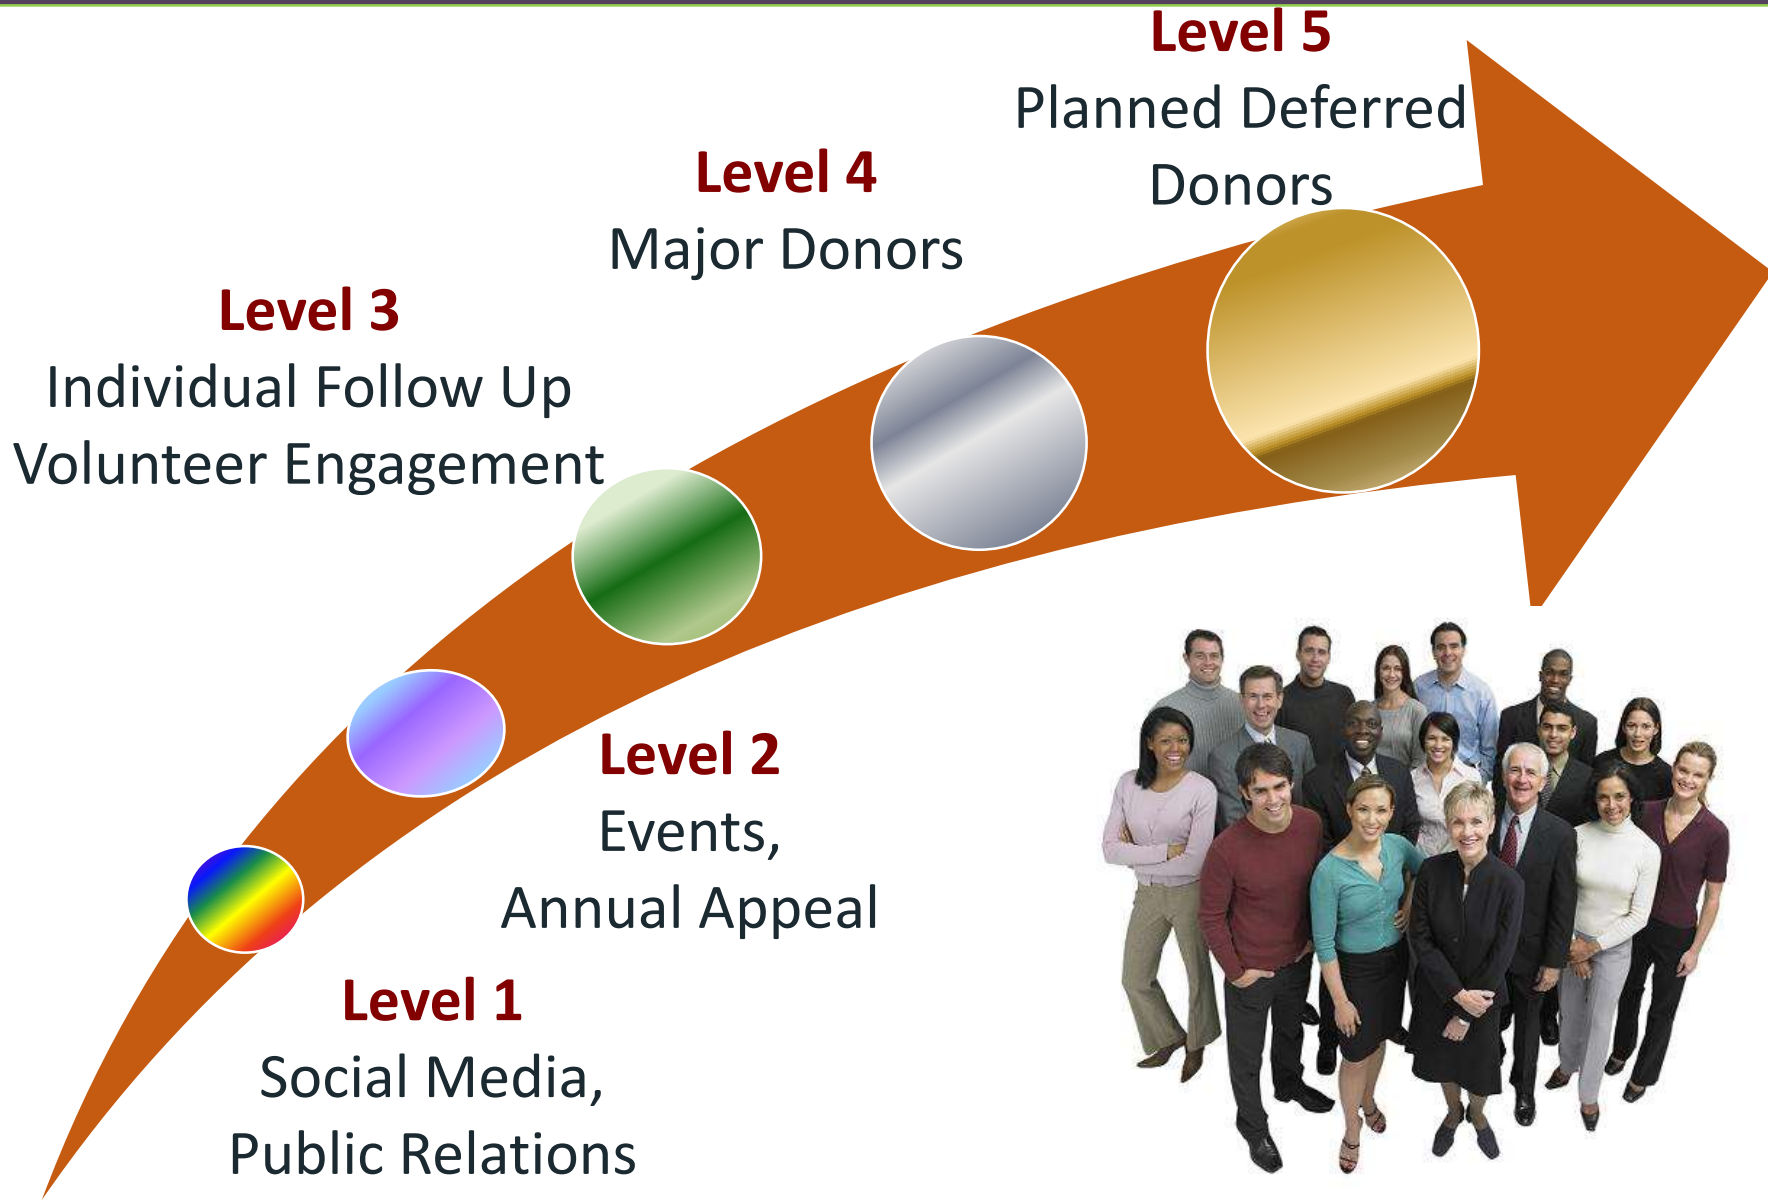 Level 5
Planned Deferred
Donors
Level 4
Major Donors
Level 3
Individual Follow Up
Volunteer Engagement
Level 2
Events,
Annual Appeal
Level 1
Social Media,
Public Relations